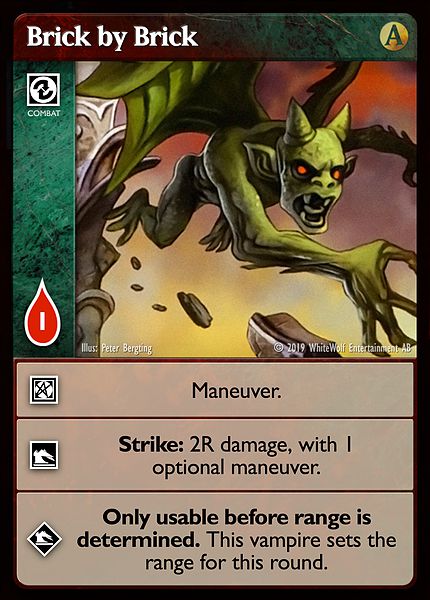 Brick by Brick
A
COMBAT
1
Illus: Peter Bergting
© 2019 WhiteWolf Entertainment AB
Maneuver.
Strike: 2R damage, with 1
optional maneuver.
Only usable before range is
determined. This vampire sets the
range for this round.